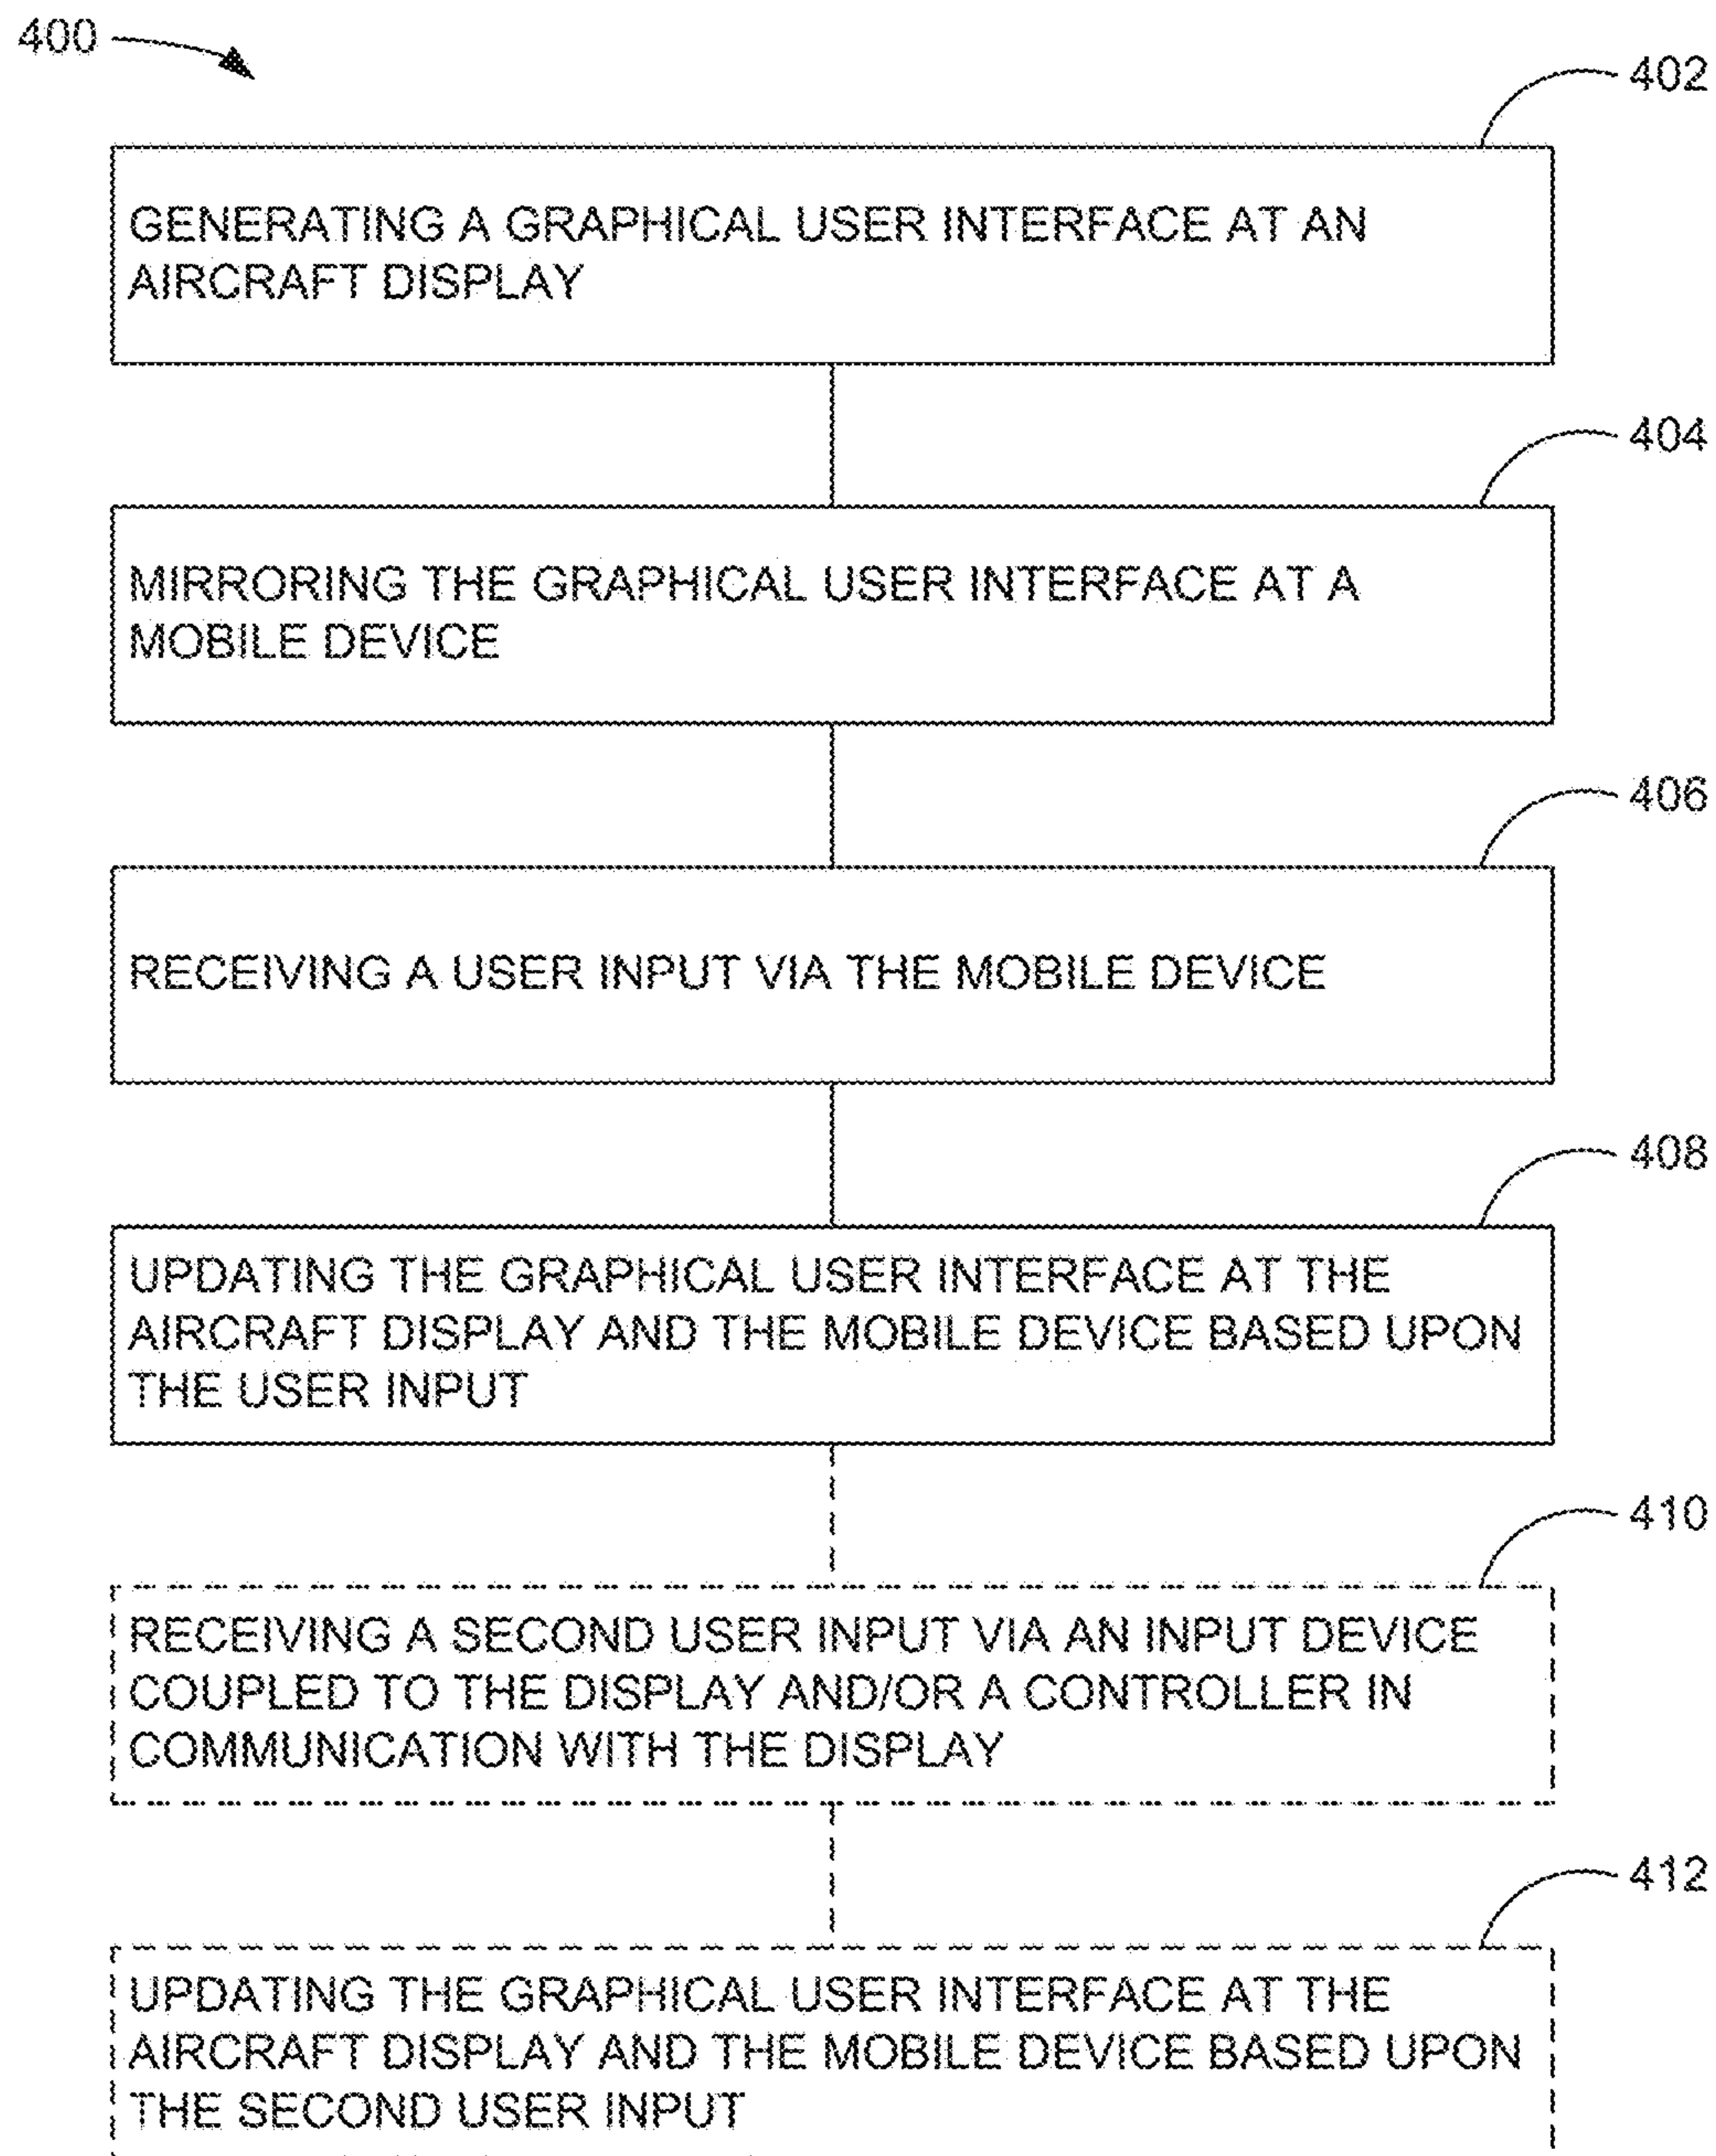 400
402
GENERATING A GRAPHICAL USER INTERFACE AT AN
AIRCRAFT DISPLAY
404
MIRRORING THE GRAPHICAL USER INTERFACE AT A
MOBILE DEVICE
406
RECEIVING A USER INPUT VIA THE MOBILE DEVICE
408
UPDATING THE GRAPHICAL USER INTERFACE AT THE
AIRCRAFT DISPLAY AND THE MOBILE DEVICE BASED UPON
THE USER INPUT
410
RECEIVING A SECOND USER INPUT VIA AN INPUT DEVICE
COUPLED TO THE DISPLAY AND/OR A CONTROLLER IN
COMMUNICATION WITH THE DISPLAY
412
UPDATING THE GRAPHICAL USER INTERFACE AT THE
AIRCRAFT DISPLAY AND THE MOBILE DEVICE BASED UPON
THE SECOND USER INPUT